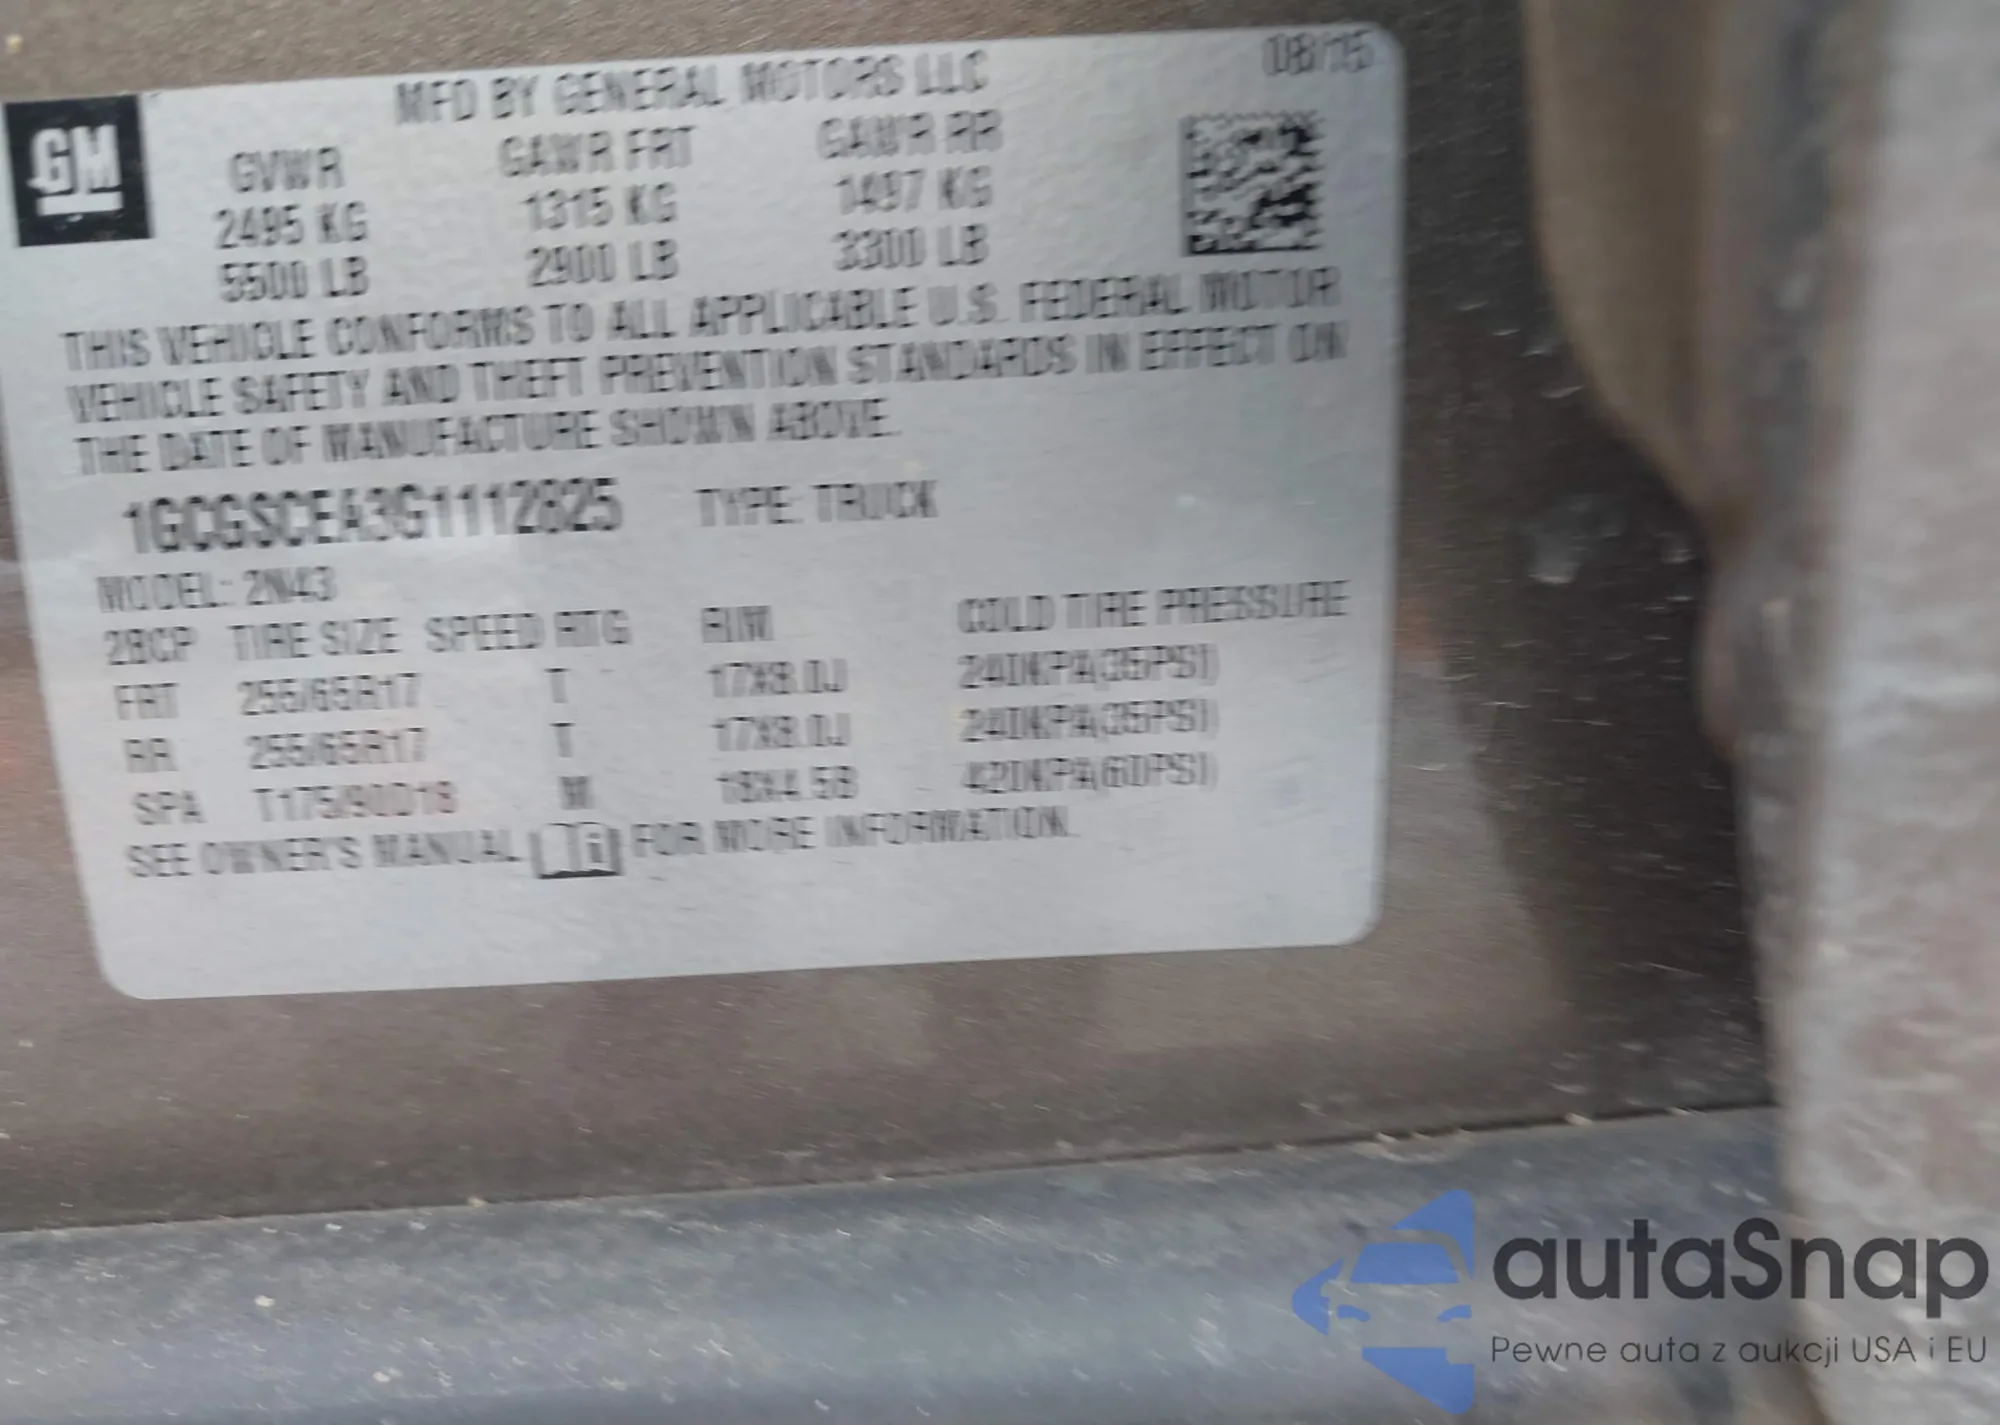 MFD BY GENERAL MOTORS LLC 08/15
GM
GVWR GAWR FRT GAWR RR
2495 KG 1315 KG 1497 KG
5500 LB 2900 LB 3300 LB
THIS VEHICLE CONFORMS TO ALL APPLICABLE U.S. FEDERAL MOTOR
VEHICLE SAFETY AND THEFT PREVENTION STANDARDS IN EFFECT ON
THE DATE OF MANUFACTURE SHOWN ABOVE.
1GCGSCEA3G1112825 TYPE: TRUCK
MODEL: 2N43
2BCP TIRE SIZE SPEED RTG RIM COLD TIRE PRESSURE
FRT 255/65R17 T 17X8.0J 240KPA(35PSI)
RR 255/65R17 T 17X8.0J 240KPA(35PSI)
SPA T175/90D18 M 18X4.5B 420KPA(60PSI)
SEE OWNER'S MANUAL i FOR MORE INFORMATION.
autaSnap
Pewne auta z aukcji USA i EU